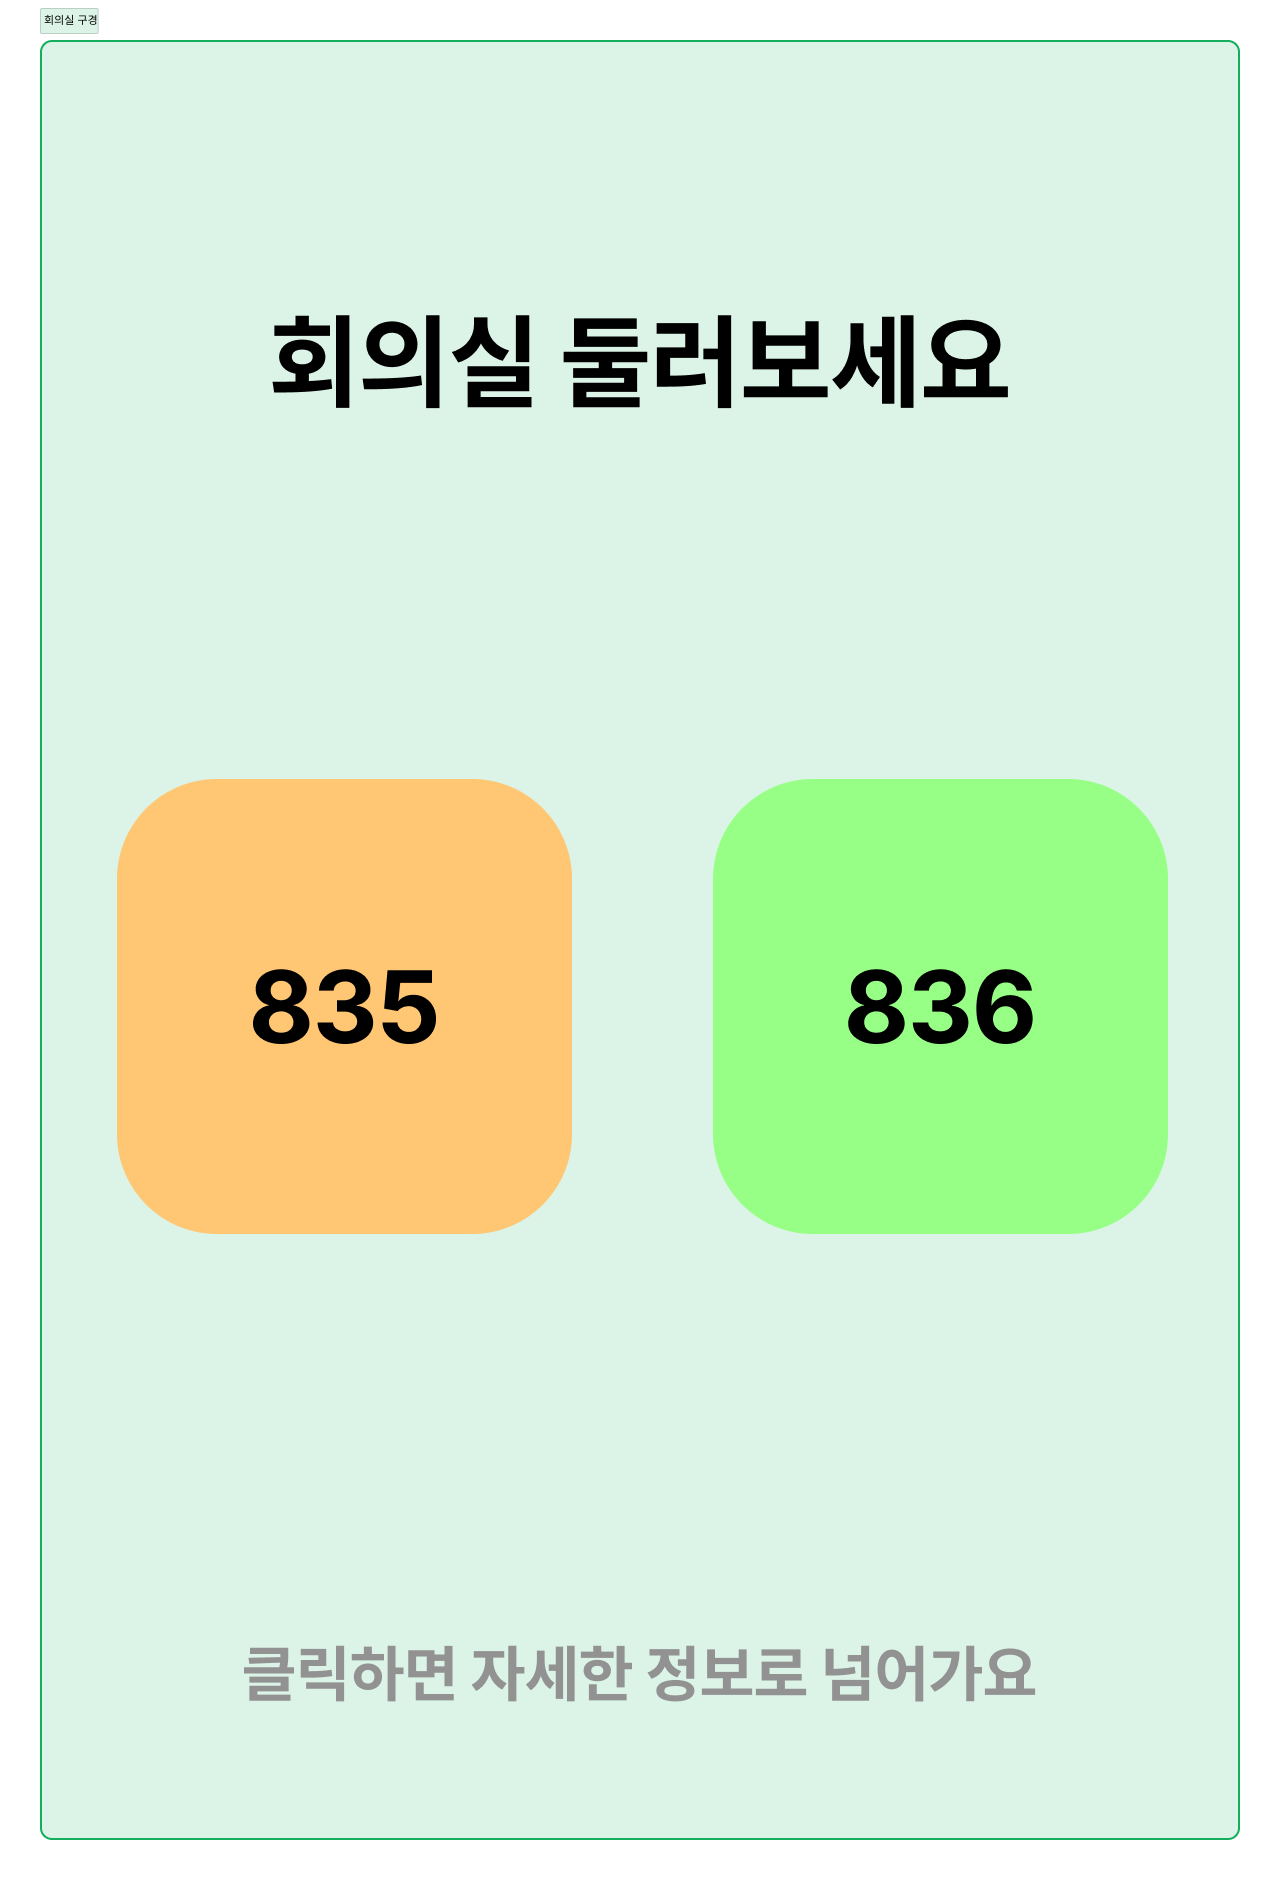 회의실 구경
회의실 둘러보세요
835
836
클릭하면 자세한 정보로 넘어가요